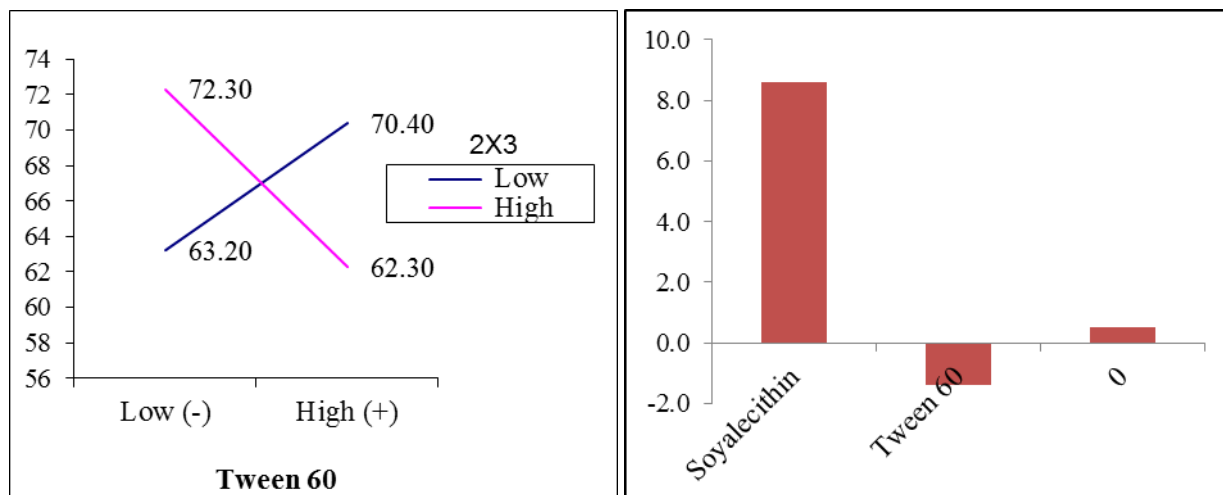 74
72
70
68
66
64
62
60
58
56
72.30
63.20
70.40
62.30
Low (-)
High (+)
Tween 60
2X3
Low
High
10.0
8.0
6.0
4.0
2.0
0.0
-2.0
Soyalecithin
Tween 60
0